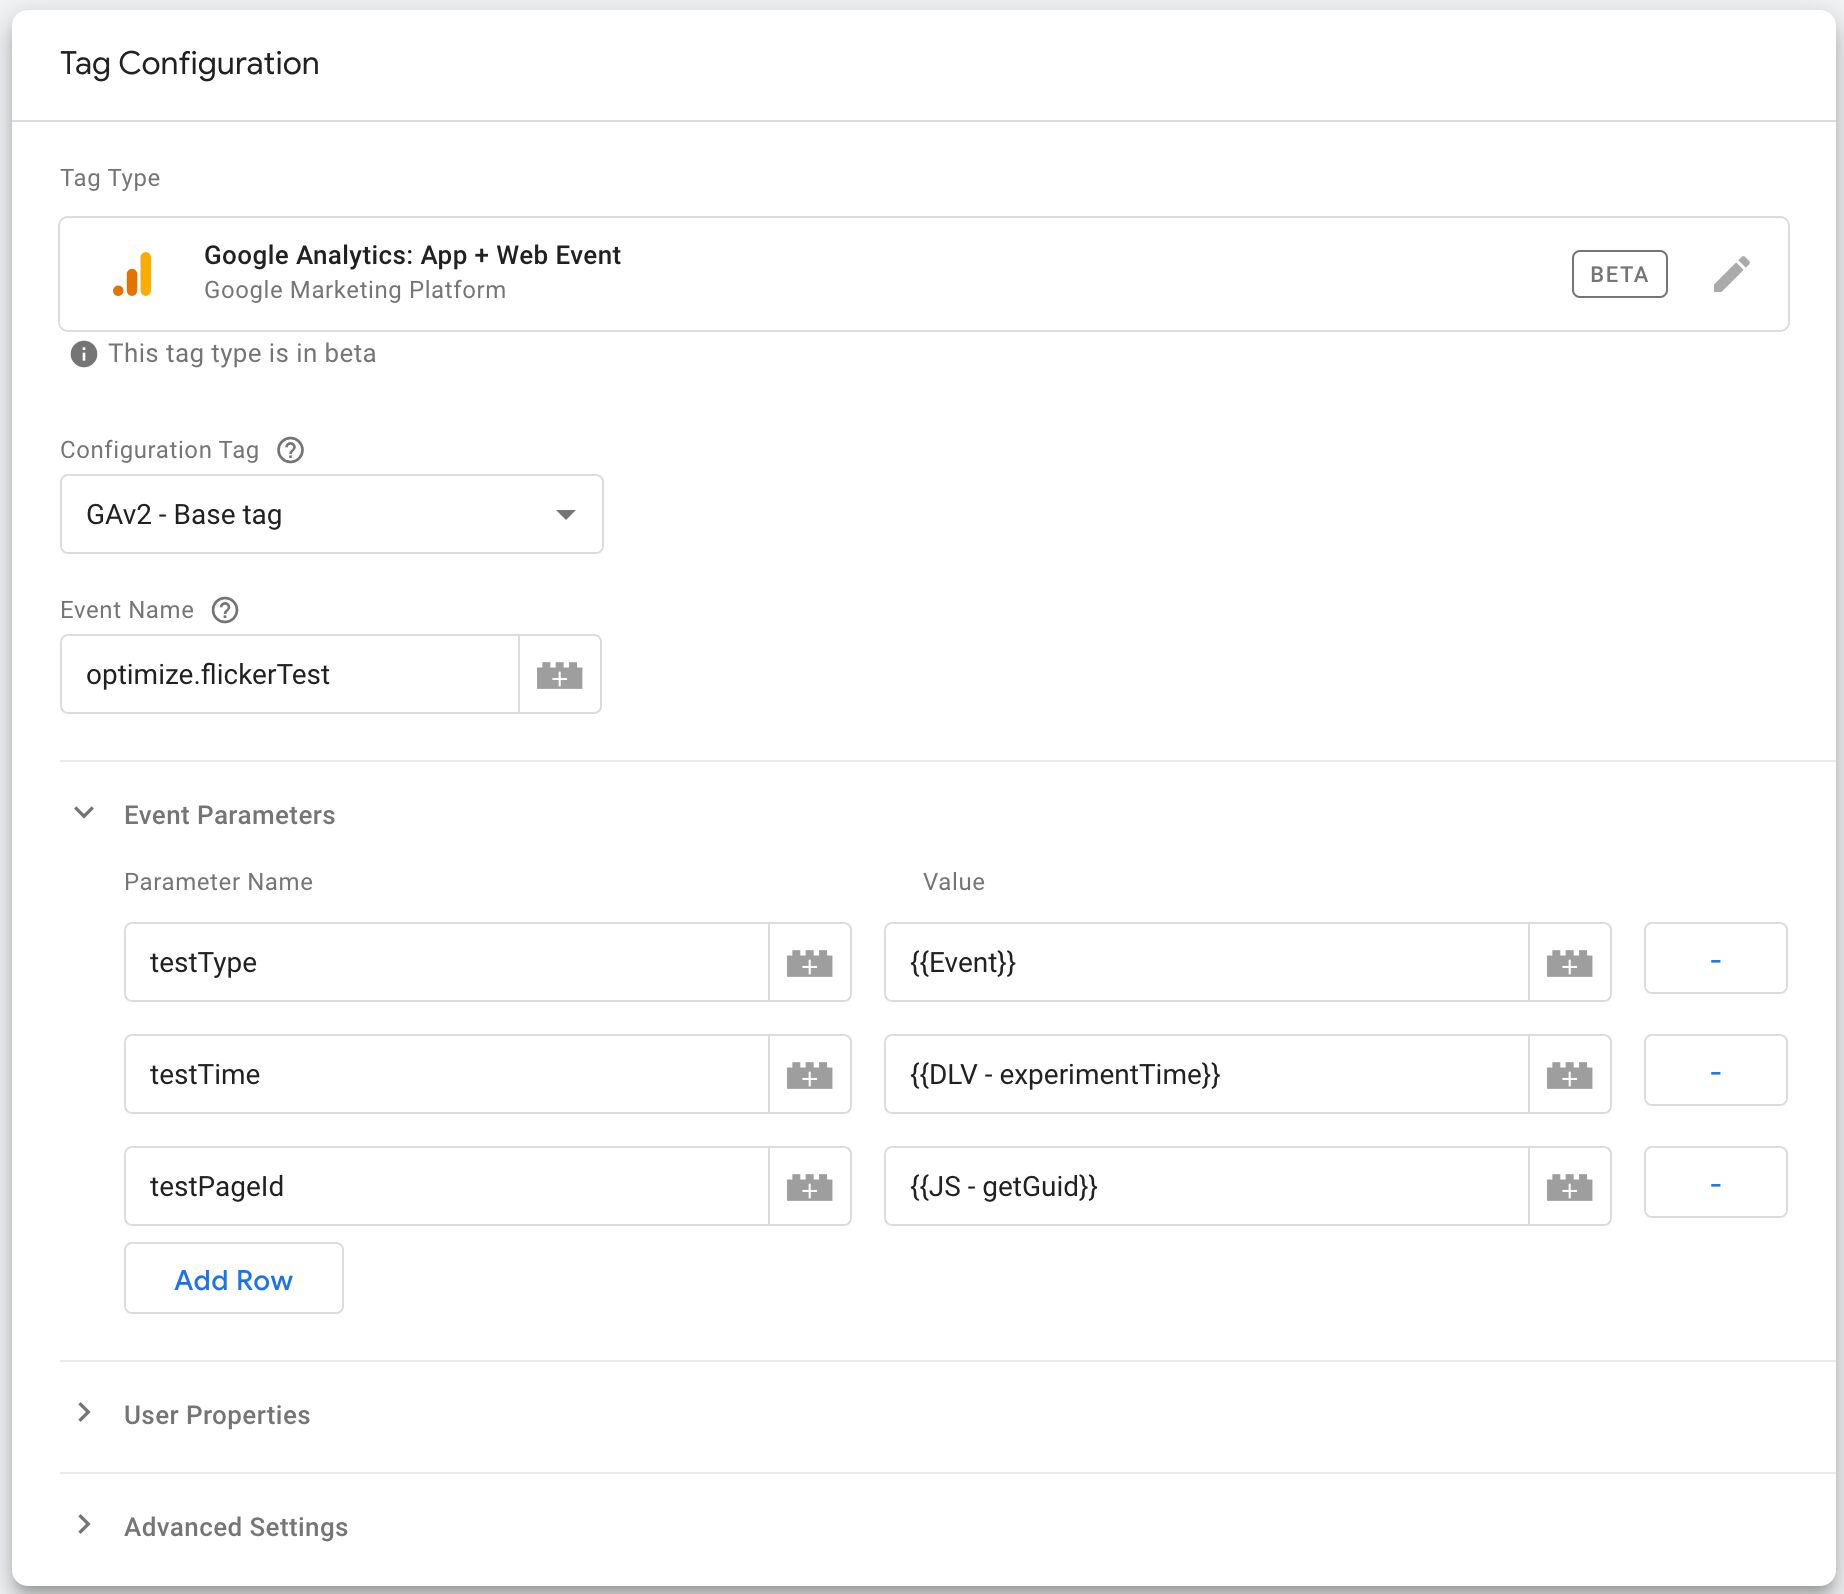 Tag Configuration
Tag Type
Google Analytics: App + Web Event
Google Marketing Platform
BETA
This tag type is in beta
Configuration Tag
GAv2 - Base tag
Event Name
optimize.flickerTest
Event Parameters
Parameter Name Value
testType {{Event}} -
testTime {{DLV - experimentTime}} -
testPageId {{JS - getGuid}} -
Add Row
User Properties
Advanced Settings